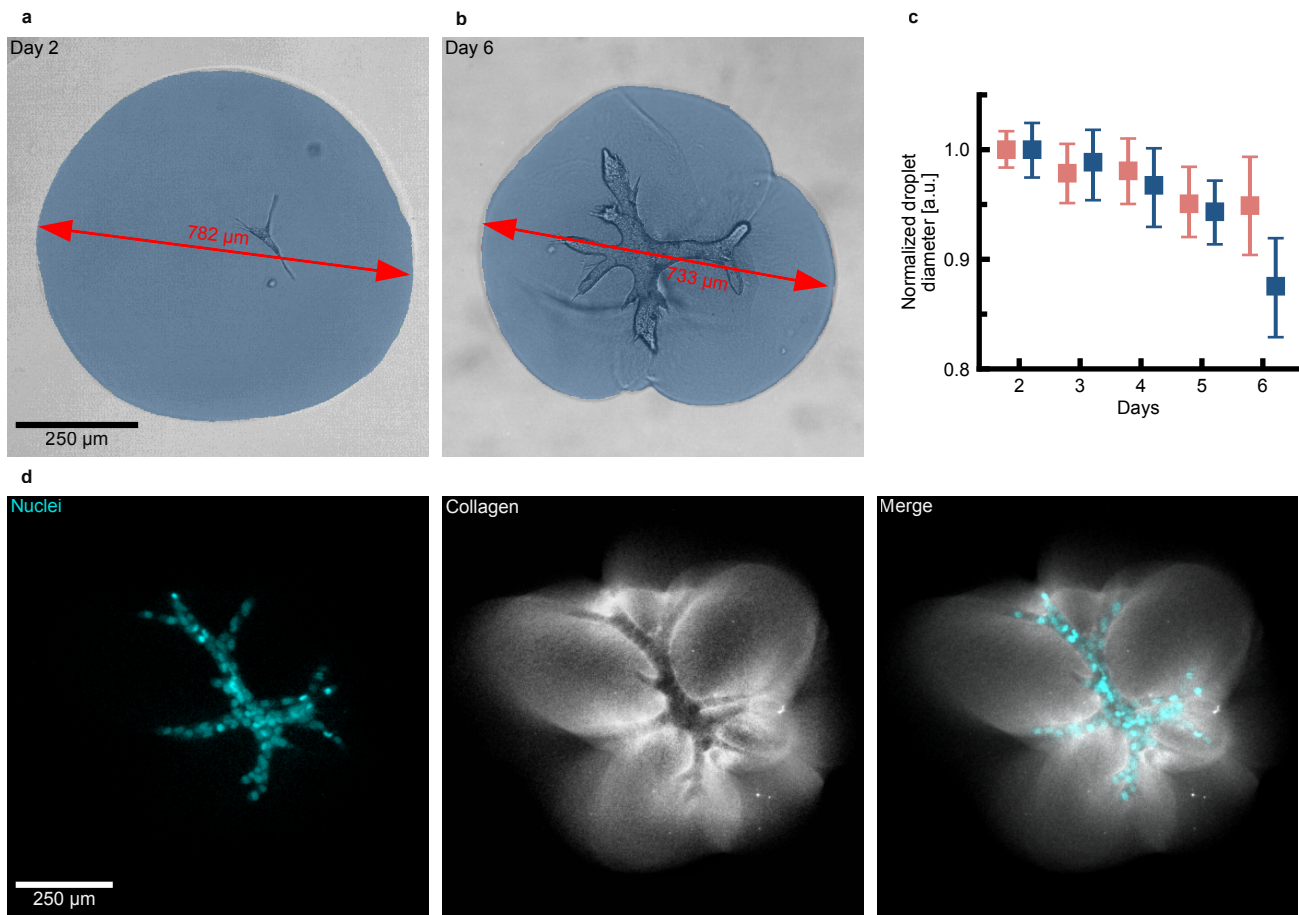 a
Day 2
782 µm
250 µm
b
Day 6
733 µm
c
Normalized droplet
diameter [a.u.]
1.0
0.9
0.8
2 3 4 5 6
Days
d
Nuclei
250 µm
Collagen
Merge